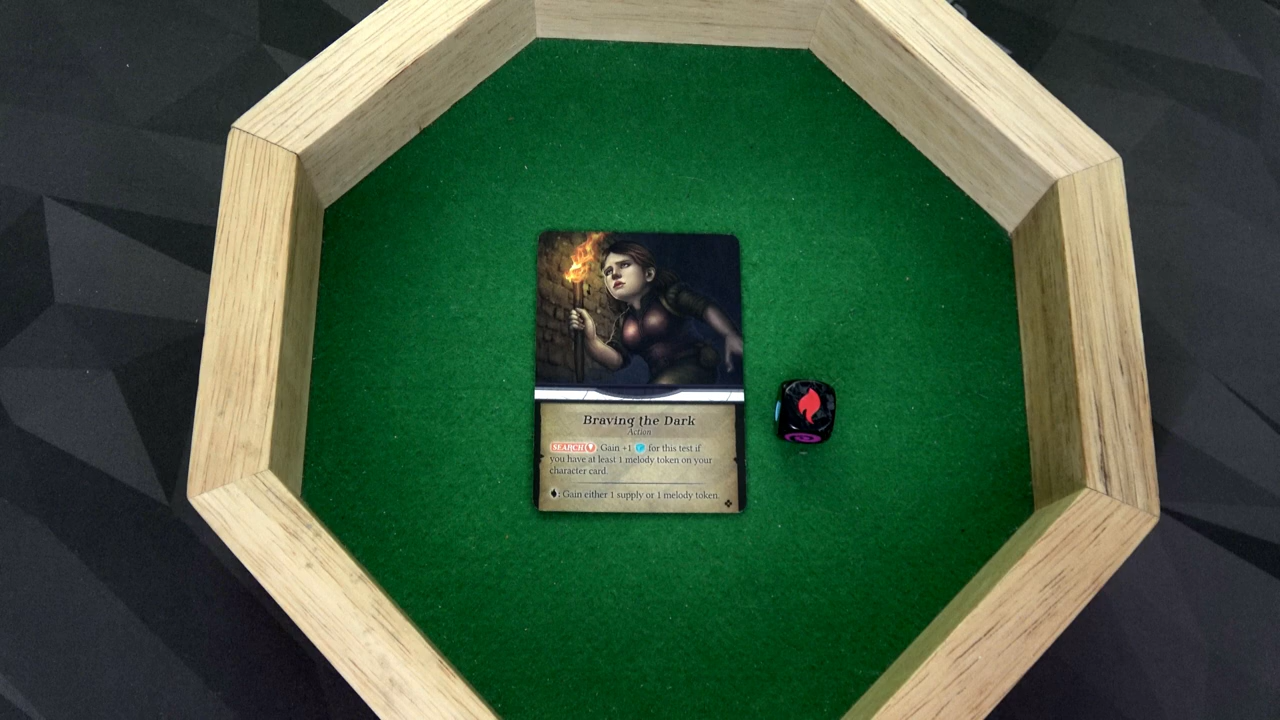 Braving the Dark
Action
SEARCH: Gain +1 for this test if
you have at least 1 melody token on your
character card.
: Gain either 1 supply or 1 melody token.